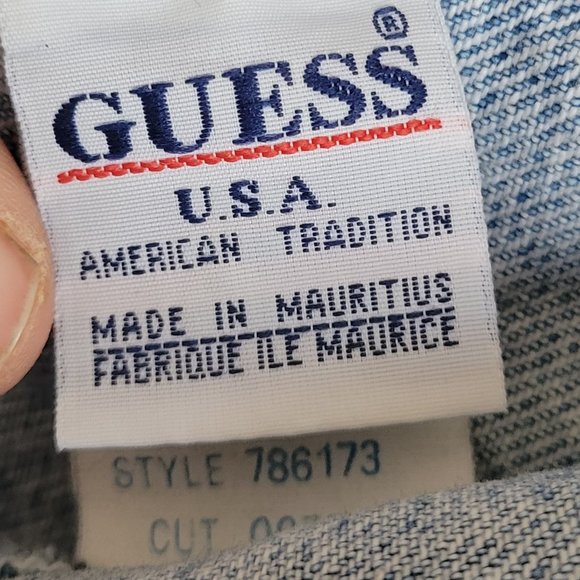 GUESS®
U.S.A.
AMERICAN TRADITION
MADE IN MAURITIUS
FABRIQUE ILE MAURICE
STYLE 786173
CUT